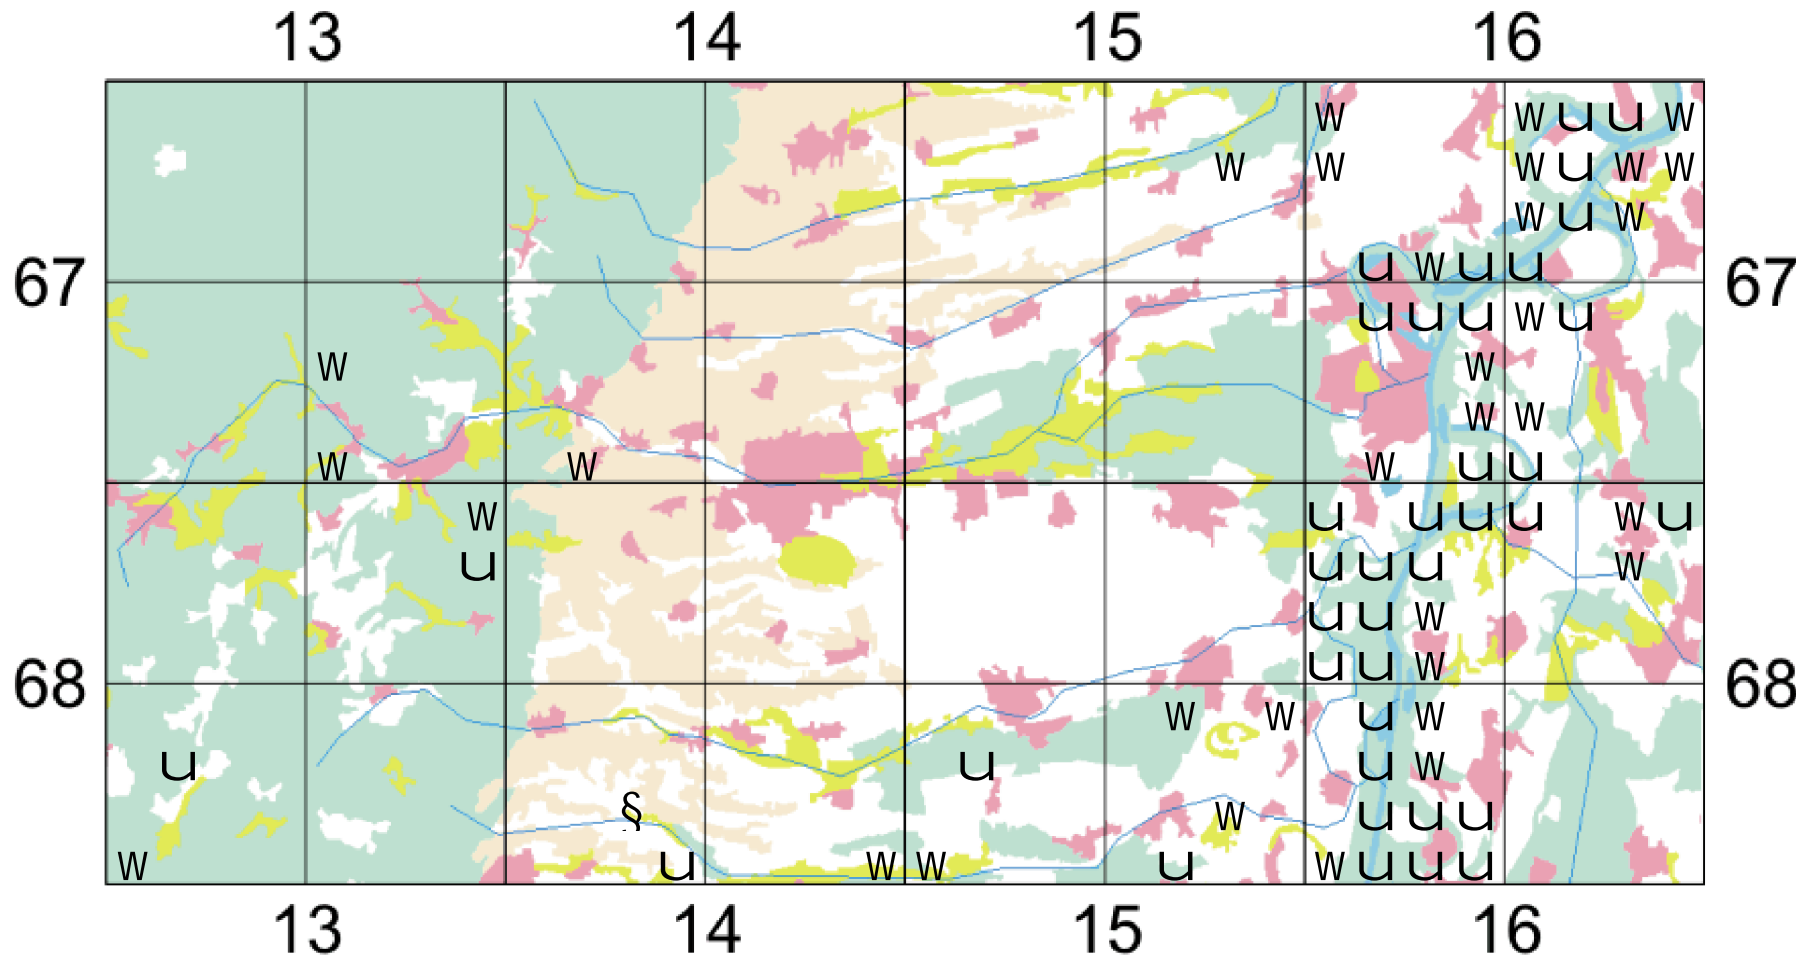 13 14 15 16
W W u u W
W W W u W W
W u W
67 u W u u 67
u u u W u
W W
W W
W W W u u
W u u u u W u
u u u u W
u u W
68 u u W 68
W W u W
u u u W
§ W u u u
W u W W u W u u u
13 14 15 16